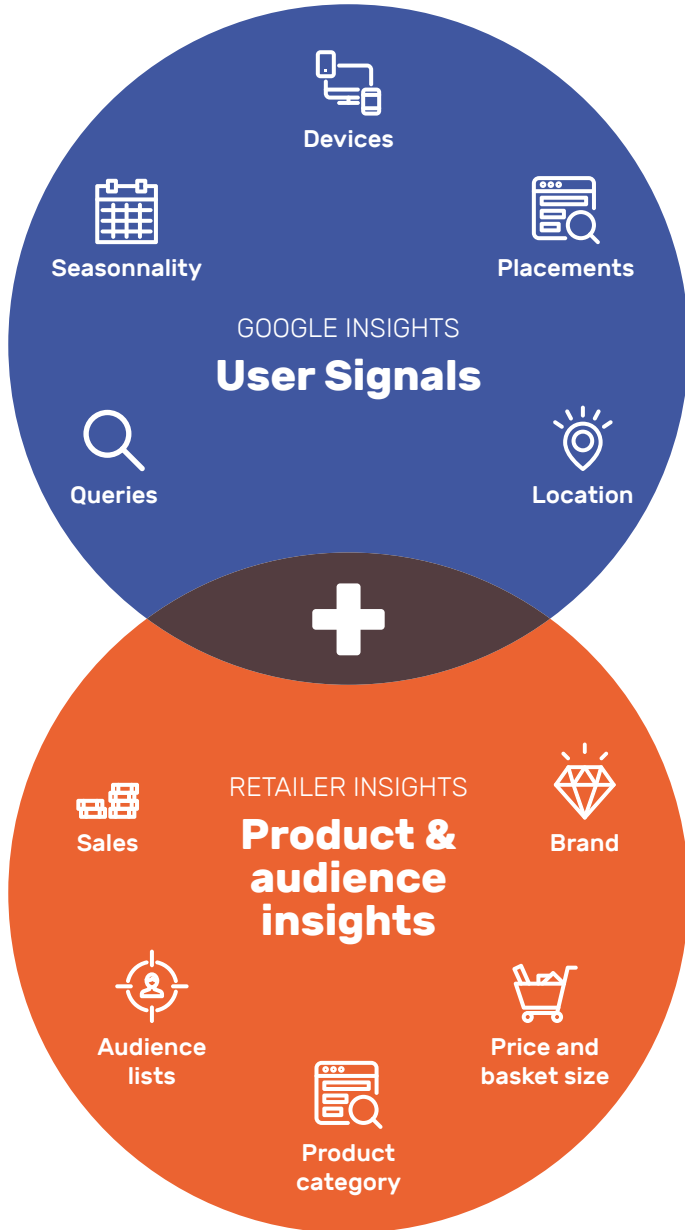 Devices
Seasonnality
Placements
GOOGLE INSIGHTS
User Signals
Queries
Location
RETAILER INSIGHTS
Product &
audience
insights
Sales
Brand
Audience
lists
Price and
basket size
Product
category